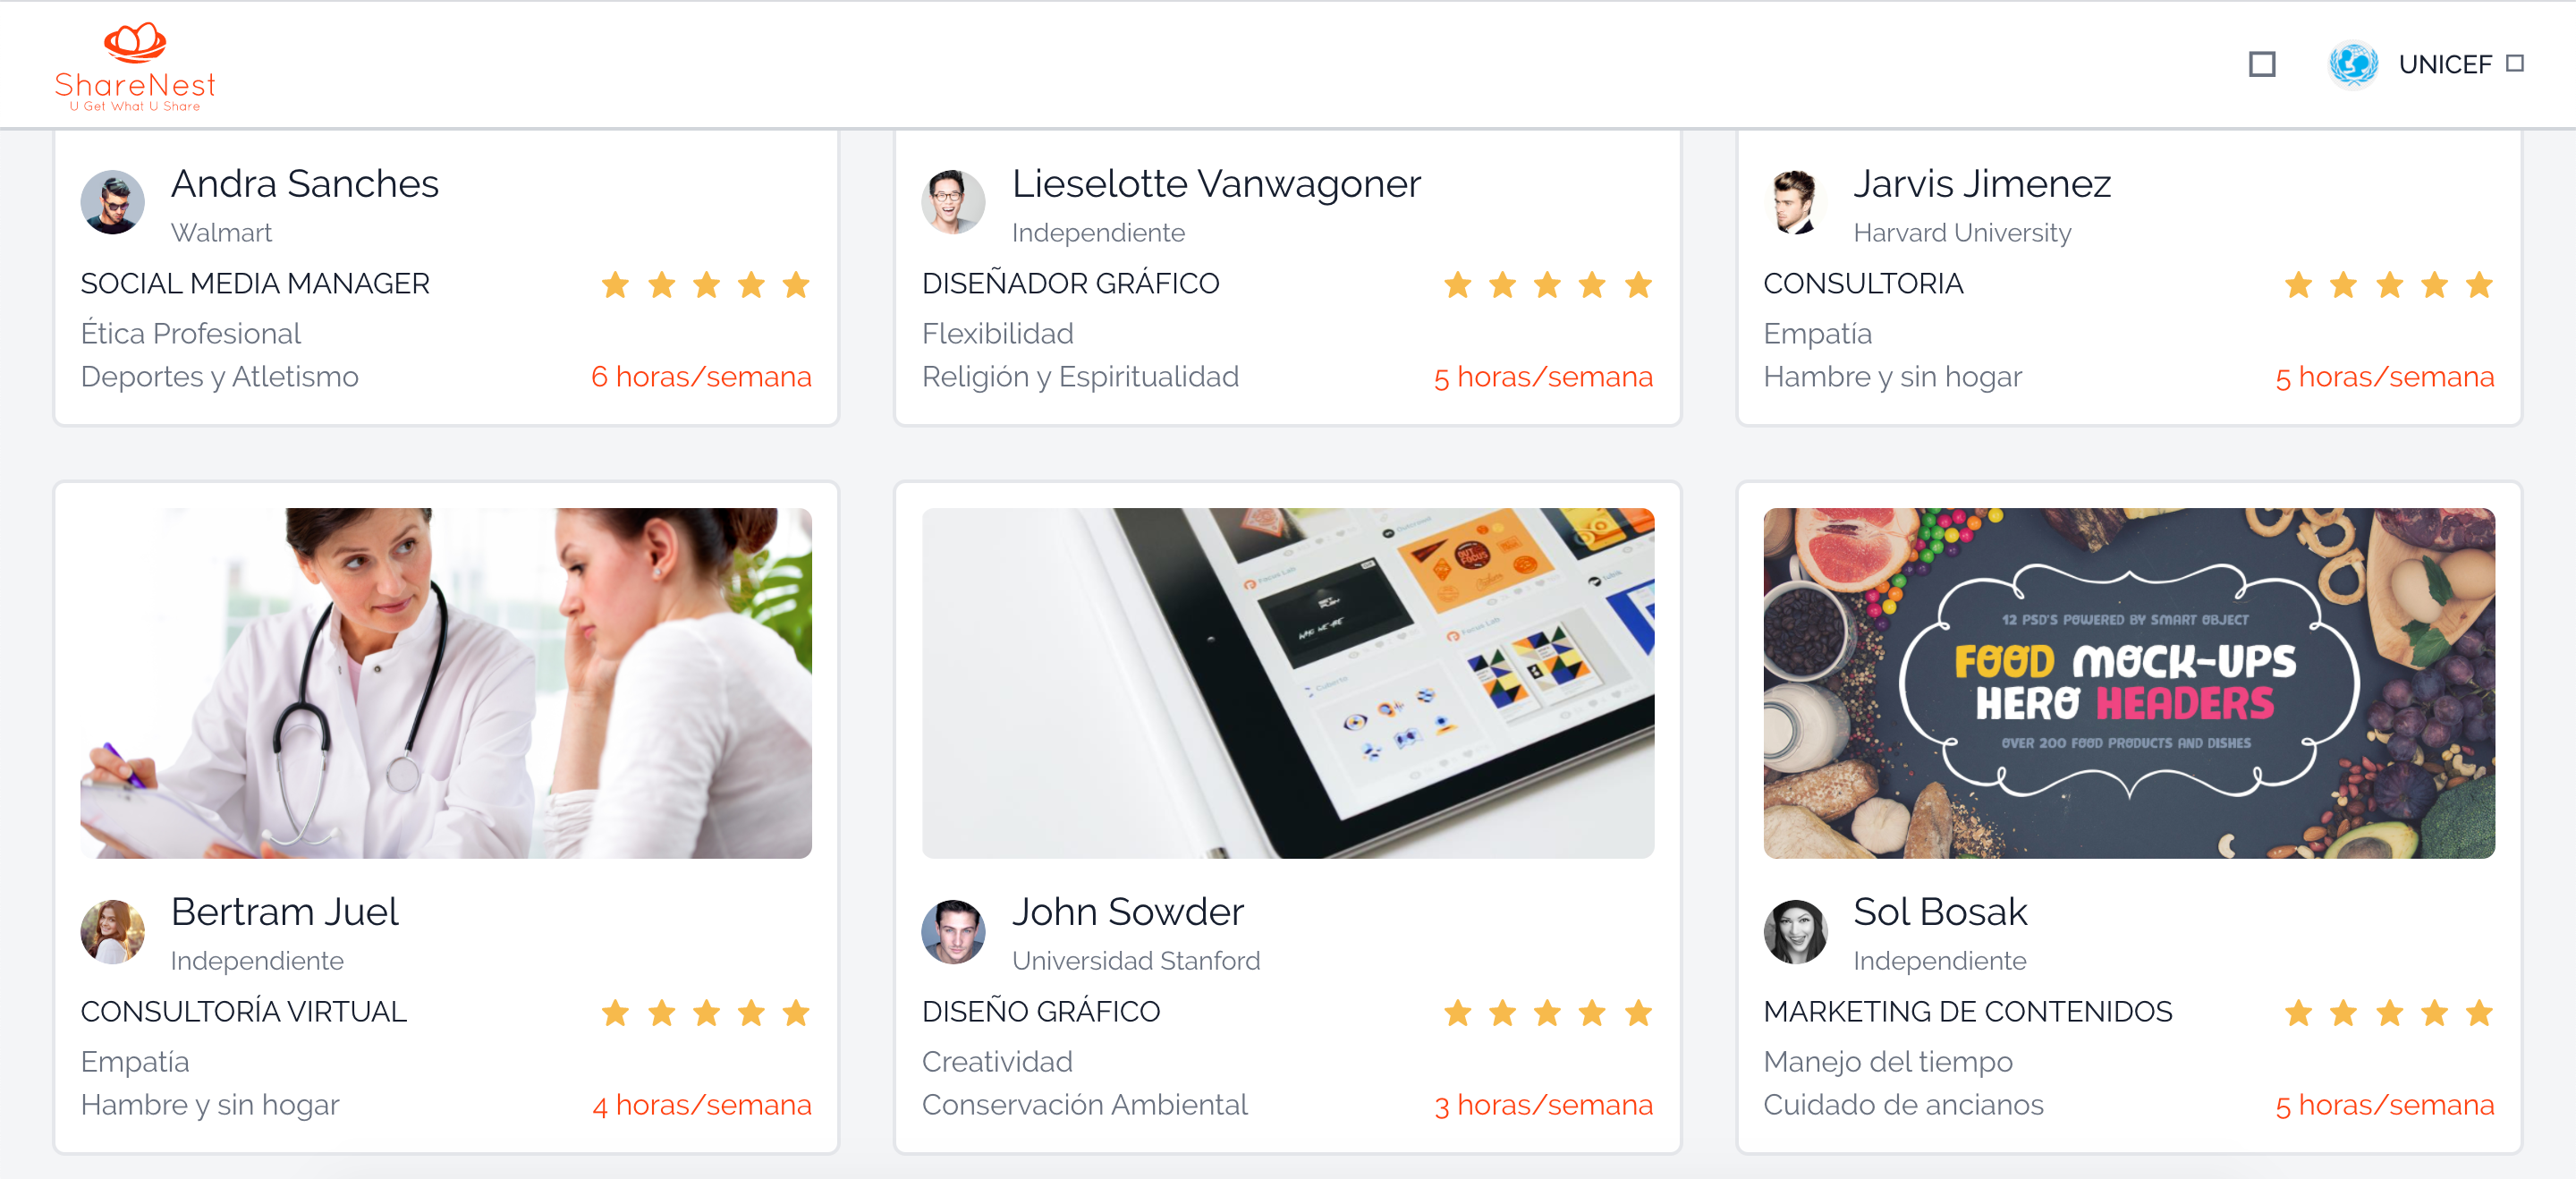 ShareNest
U Get What U Share
UNICEF
Andra Sanches
Walmart
SOCIAL MEDIA MANAGER
Ética Profesional
Deportes y Atletismo
6 horas/semana
Lieselotte Vanwagoner
Independiente
DISEÑADOR GRÁFICO
Flexibilidad
Religión y Espiritualidad
5 horas/semana
Jarvis Jimenez
Harvard University
CONSULTORIA
Empatía
Hambre y sin hogar
5 horas/semana
Bertram Juel
Independiente
CONSULTORÍA VIRTUAL
Empatía
Hambre y sin hogar
4 horas/semana
Focus Lab
Focus Lab
Cuberto
John Sowder
Universidad Stanford
DISEÑO GRÁFICO
Creatividad
Conservación Ambiental
3 horas/semana
12 PSD'S POWERED BY SMART OBJECT
FOOD MOCK-UPS
HERO HEADERS
OVER 200 FOOD PRODUCTS AND DISHES
Sol Bosak
Independiente
MARKETING DE CONTENIDOS
Manejo del tiempo
Cuidado de ancianos
5 horas/semana